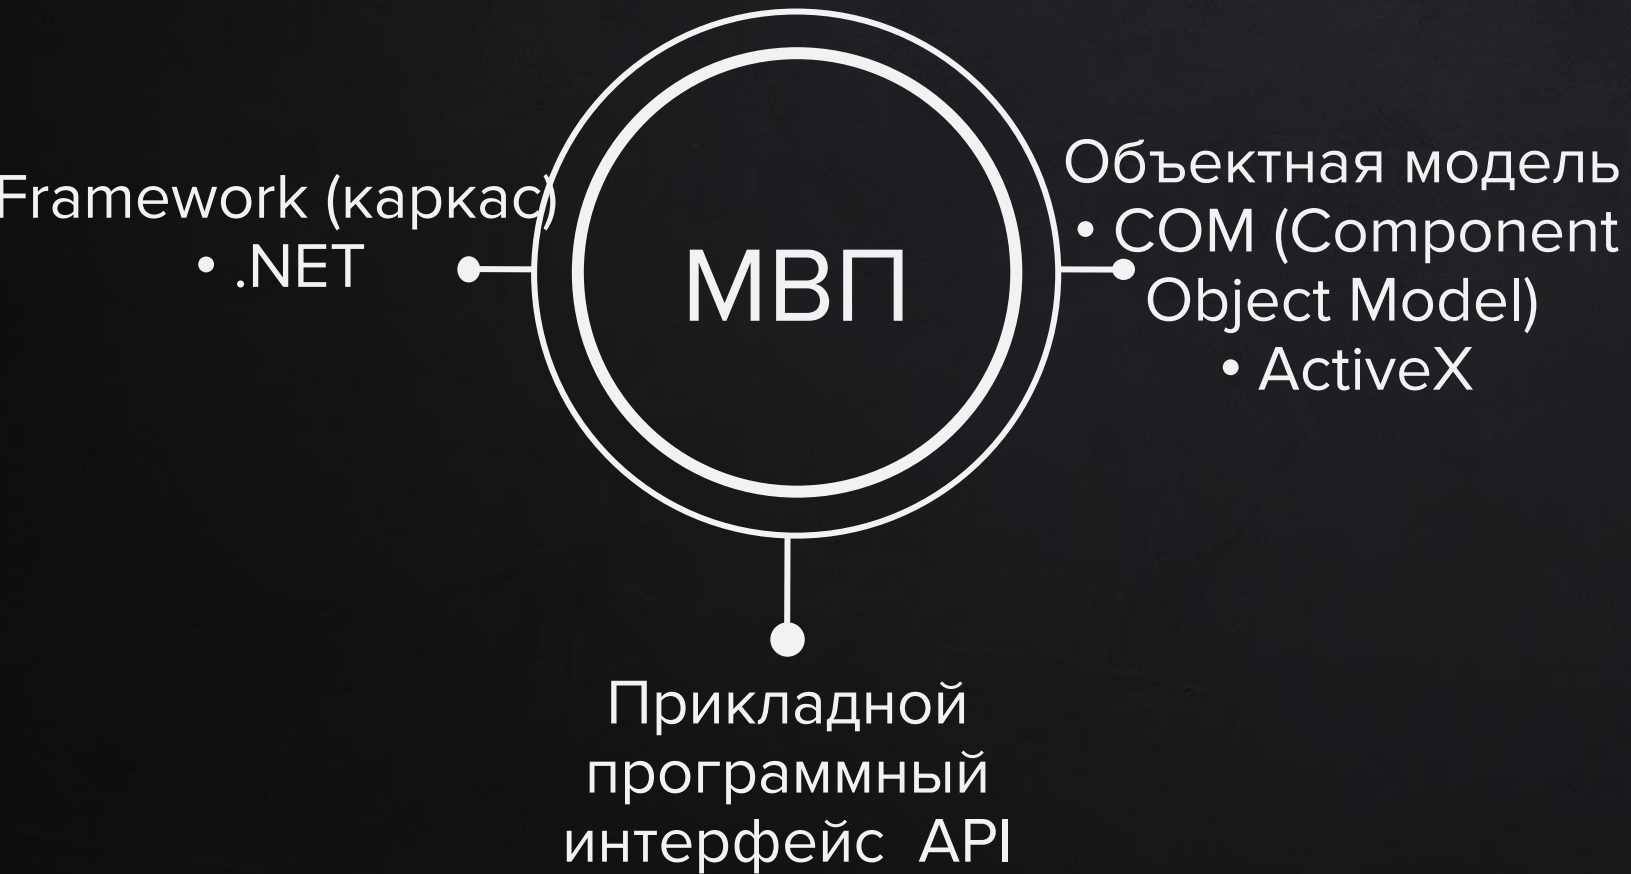 Framework (каркас)
• .NET
МВП
Объектная модель
• COM (Component
Object Model)
• ActiveX
Прикладной
программный
интерфейс API